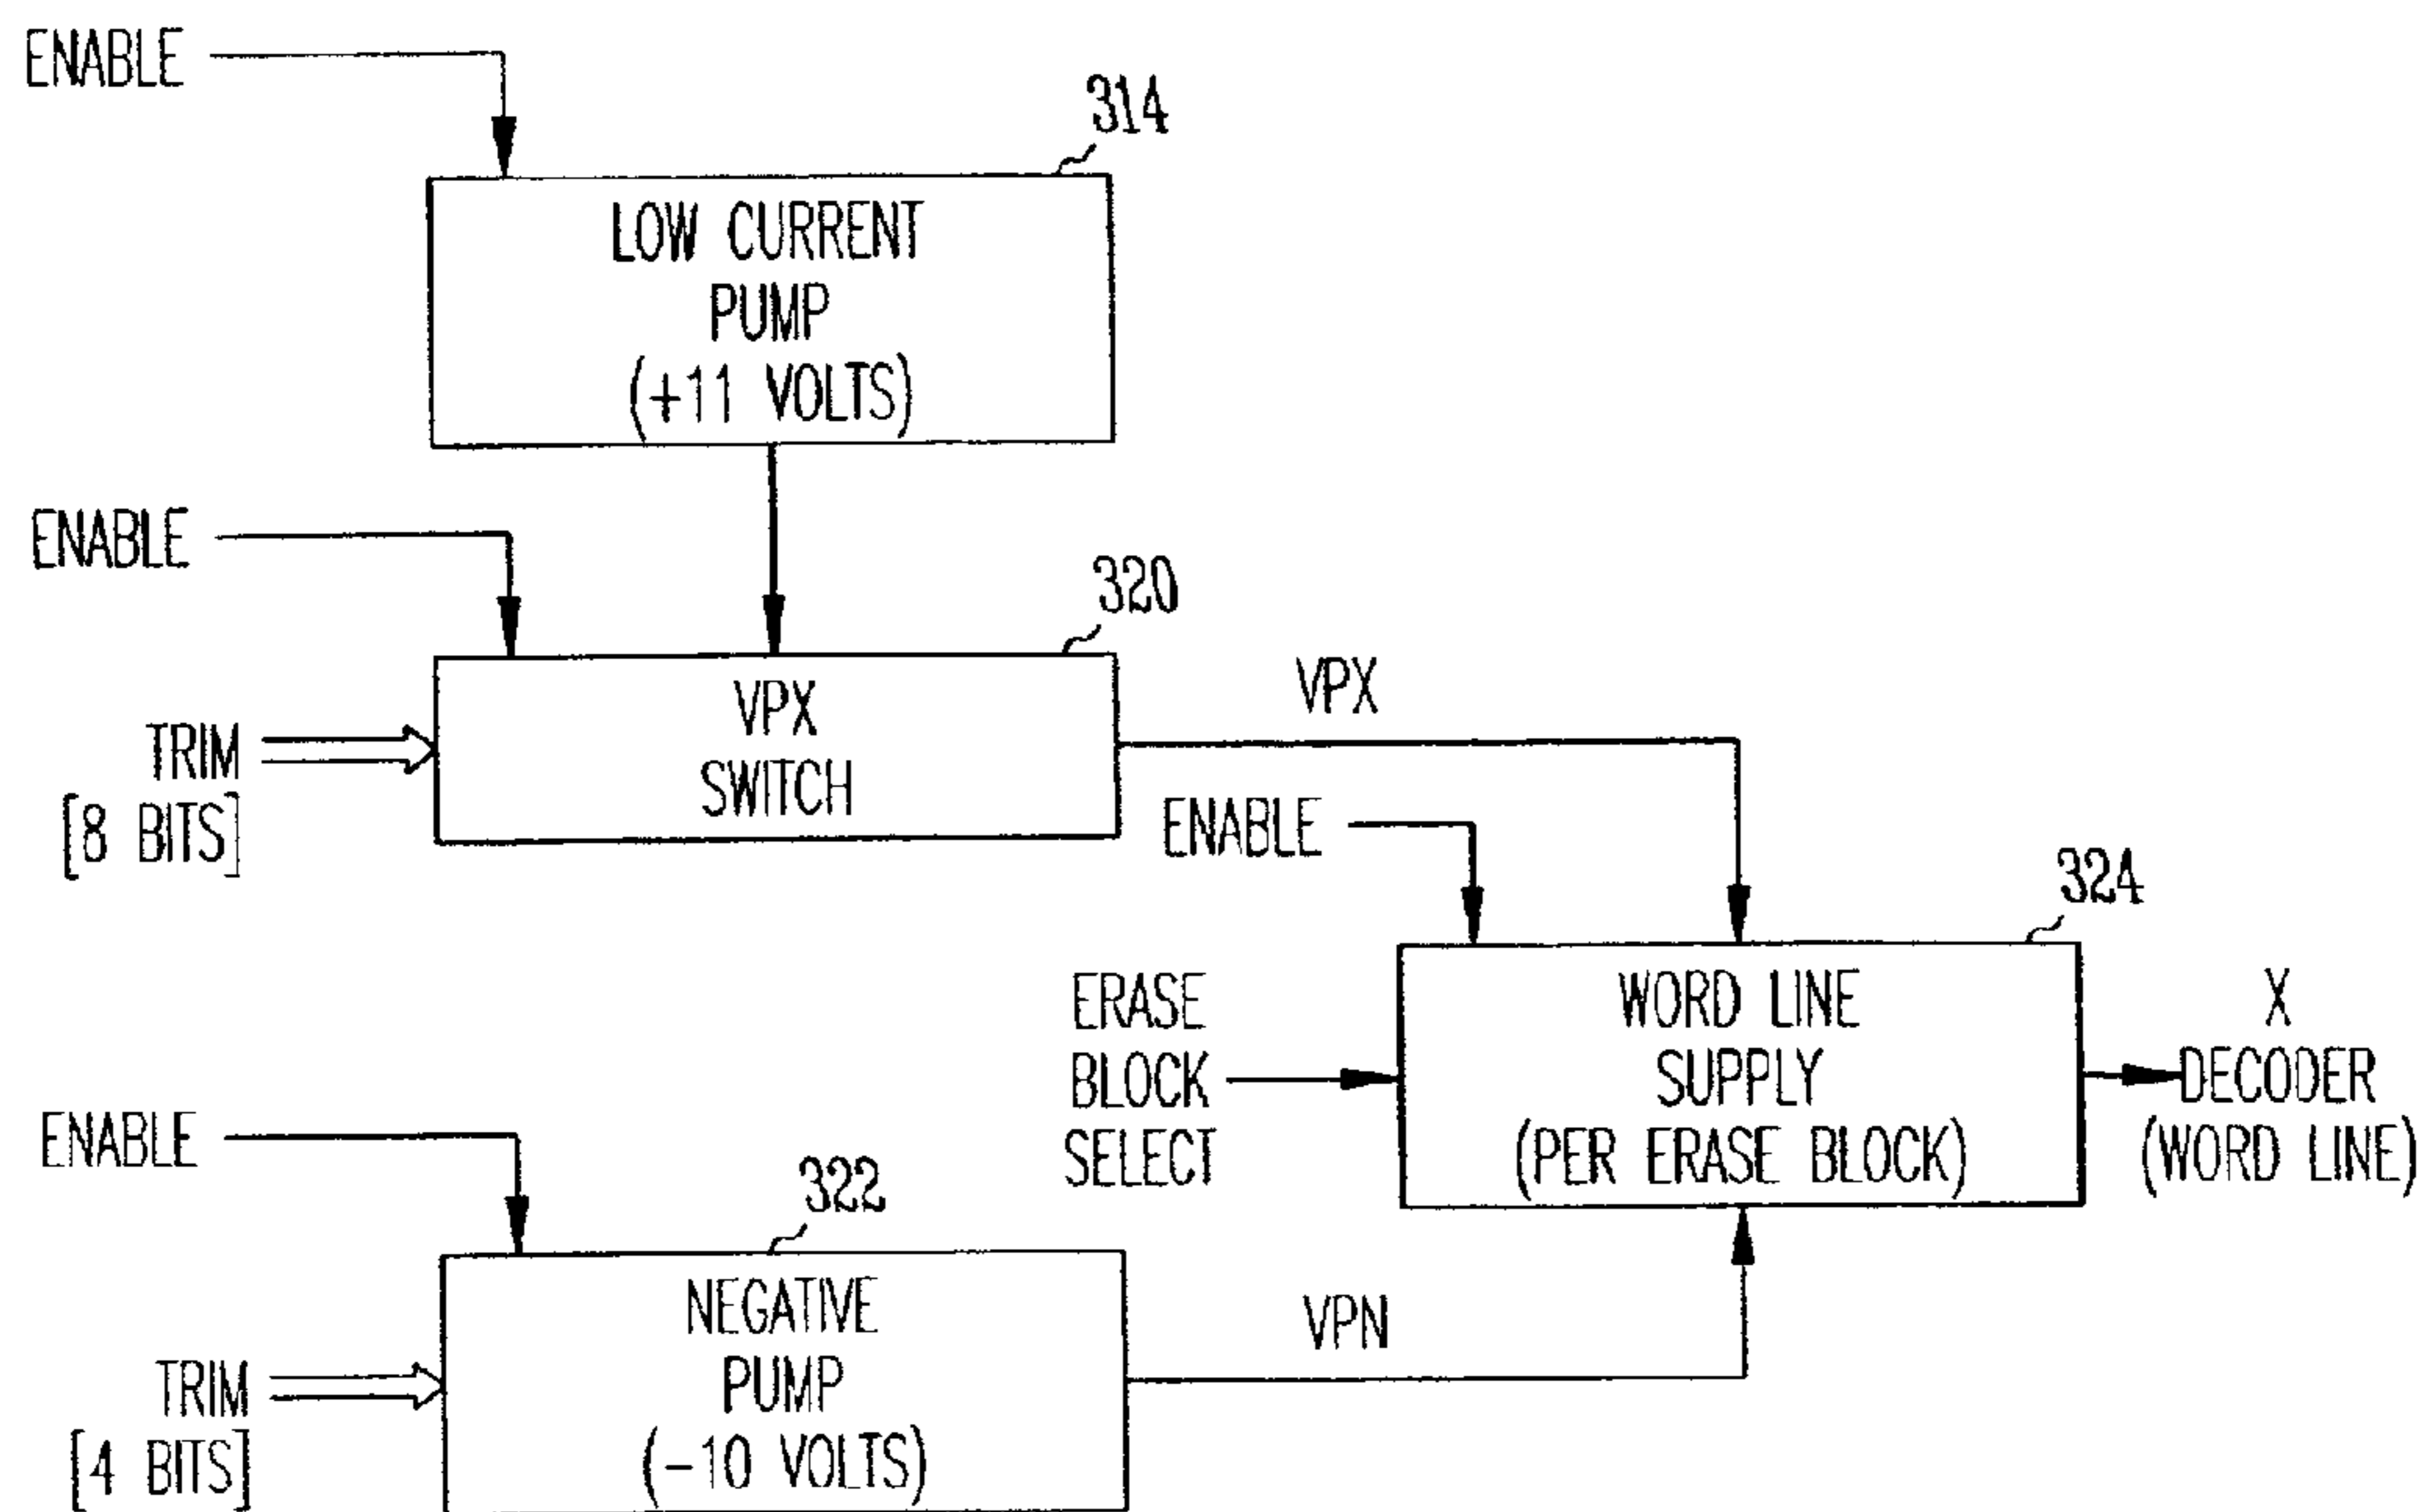 ENABLE
314
LOW CURRENT
PUMP
(+11 VOLTS)
ENABLE
320
VPX
SWITCH
TRIM
[8 BITS]
VPX
ENABLE
324
ERASE
BLOCK
SELECT
WORD LINE
SUPPLY
(PER ERASE BLOCK)
X
DECODER
(WORD LINE)
ENABLE
322
NEGATIVE
PUMP
(-10 VOLTS)
TRIM
[4 BITS]
VPN